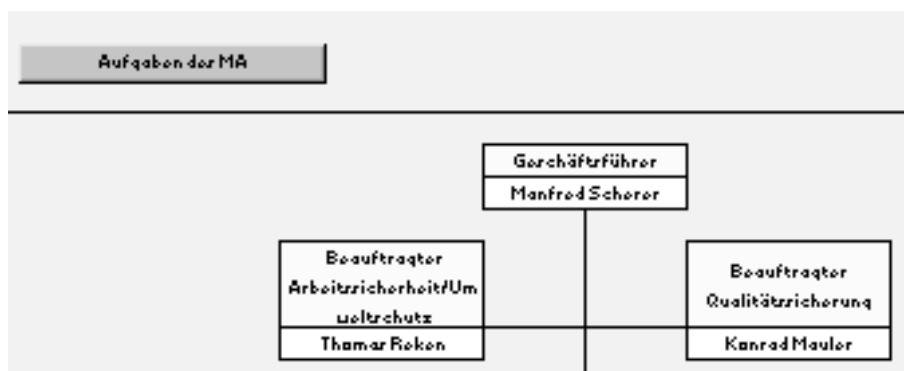 Aufgaben der MA
Geschäftsführer
Manfred Scherer
Beauftragter
Arbeitssicherheit/Um
weltschutz
Thomas Reken
Beauftragter
Qualitätssicherung
Konrad Mauler